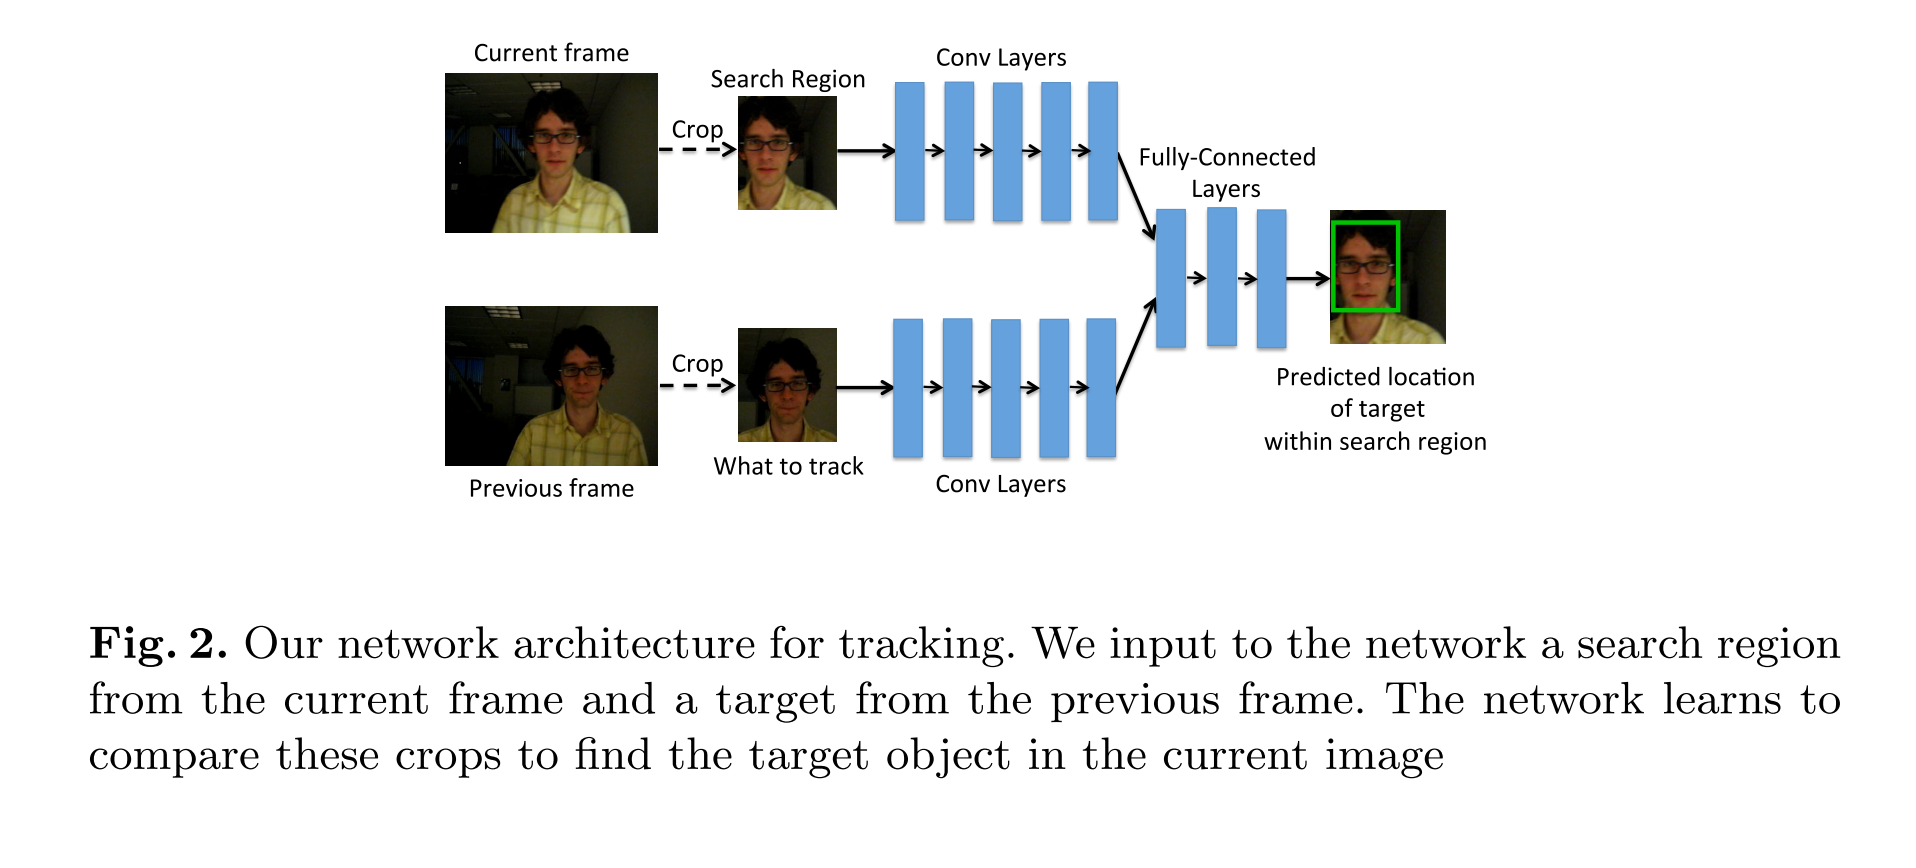 Current frame
Search Region
Conv Layers
Crop
Fully-Connected
Layers
Crop
What to track
Previous frame
Conv Layers
Predicted location
of target
within search region
Fig. 2. Our network architecture for tracking. We input to the network a search region
from the current frame and a target from the previous frame. The network learns to
compare these crops to find the target object in the current image